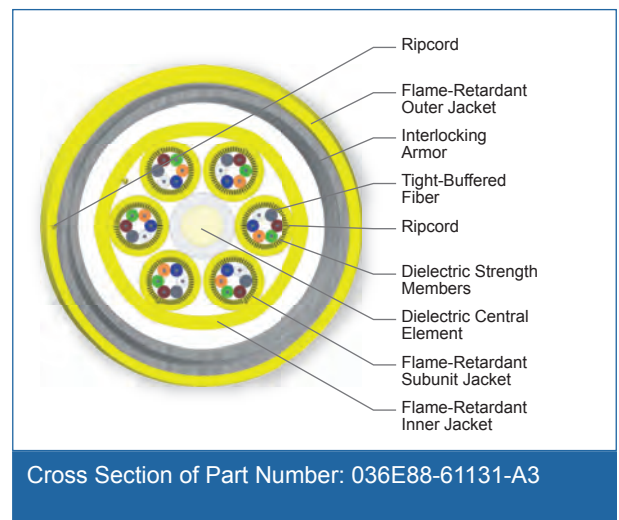 Ripcord
Flame-Retardant
Outer Jacket
Interlocking
Armor
Tight-Buffered
Fiber
Ripcord
Dielectric Strength
Members
Dielectric Central
Element
Flame-Retardant
Subunit Jacket
Flame-Retardant
Inner Jacket
Cross Section of Part Number: 036E88-61131-A3